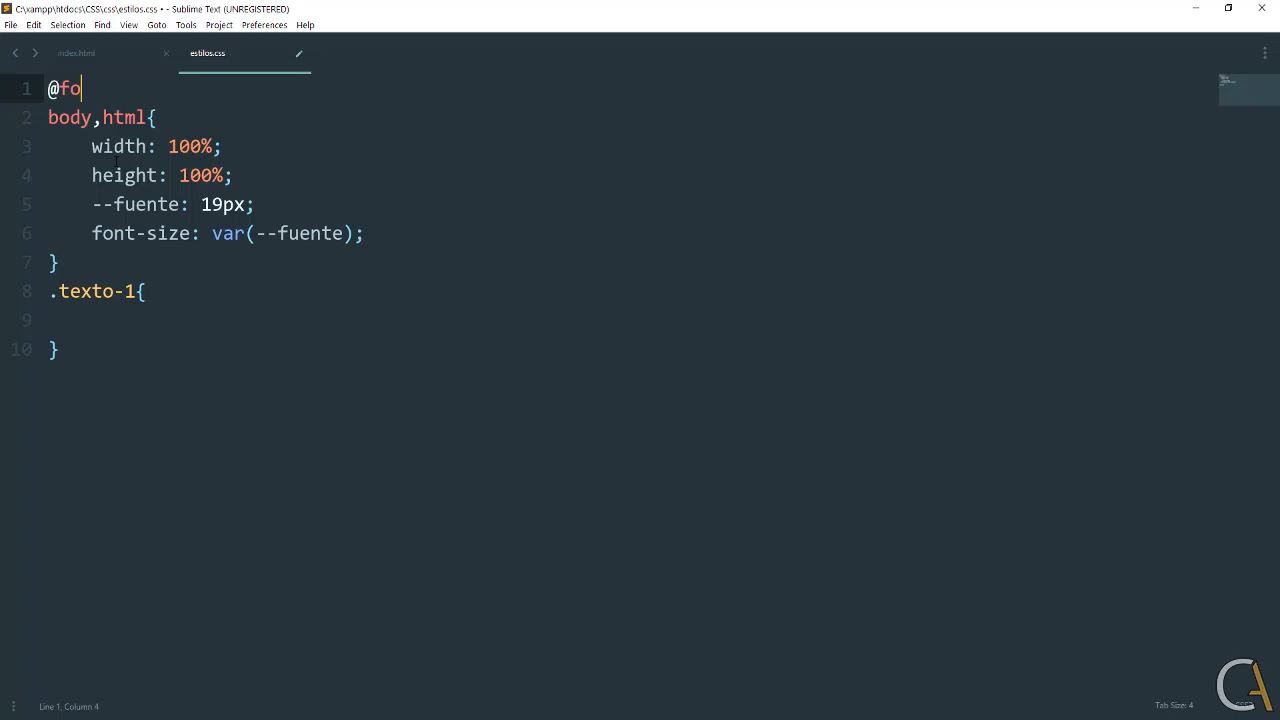 C:\xampp\htdocs\CSS\css\estilos.css • - Sublime Text (UNREGISTERED)
File Edit Selection Find View Goto Tools Project Preferences Help
index.html estilos.css
1 @fo
2 body,html{
3 width: 100%;
4 height: 100%;
5 --fuente: 19px;
6 font-size: var(--fuente);
7 }
8 .texto-1{
9
10 }
CA
Line 1, Column 4 Tab Size: 4